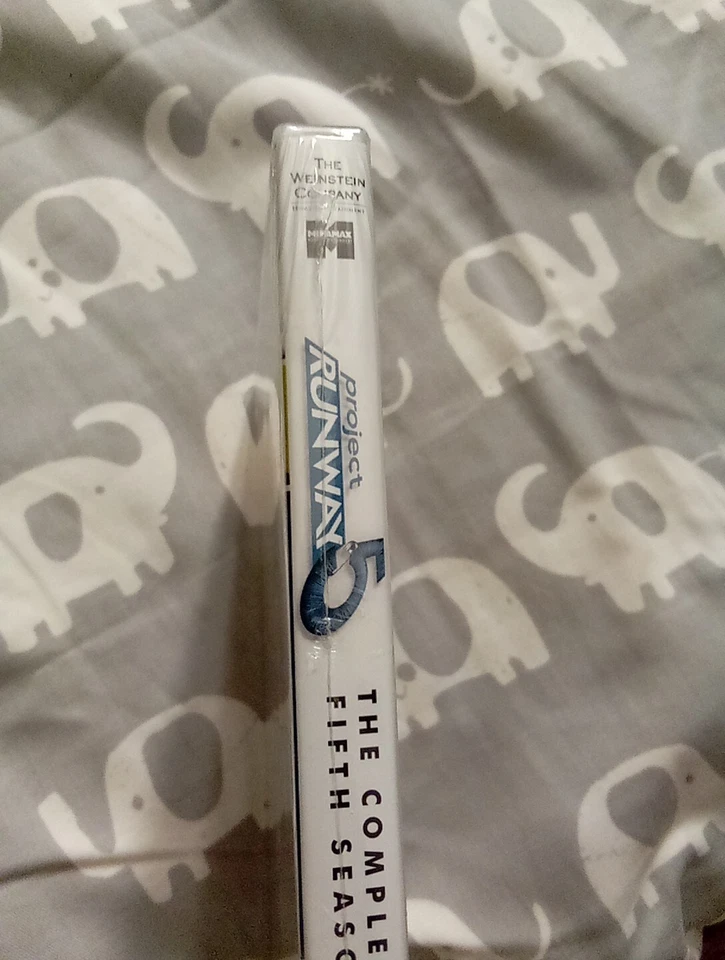 THE
WEINSTEIN
COMPANY
MIRAMAX
project
RUNWAY
5
THE COMPLE
FIFTH SEASO